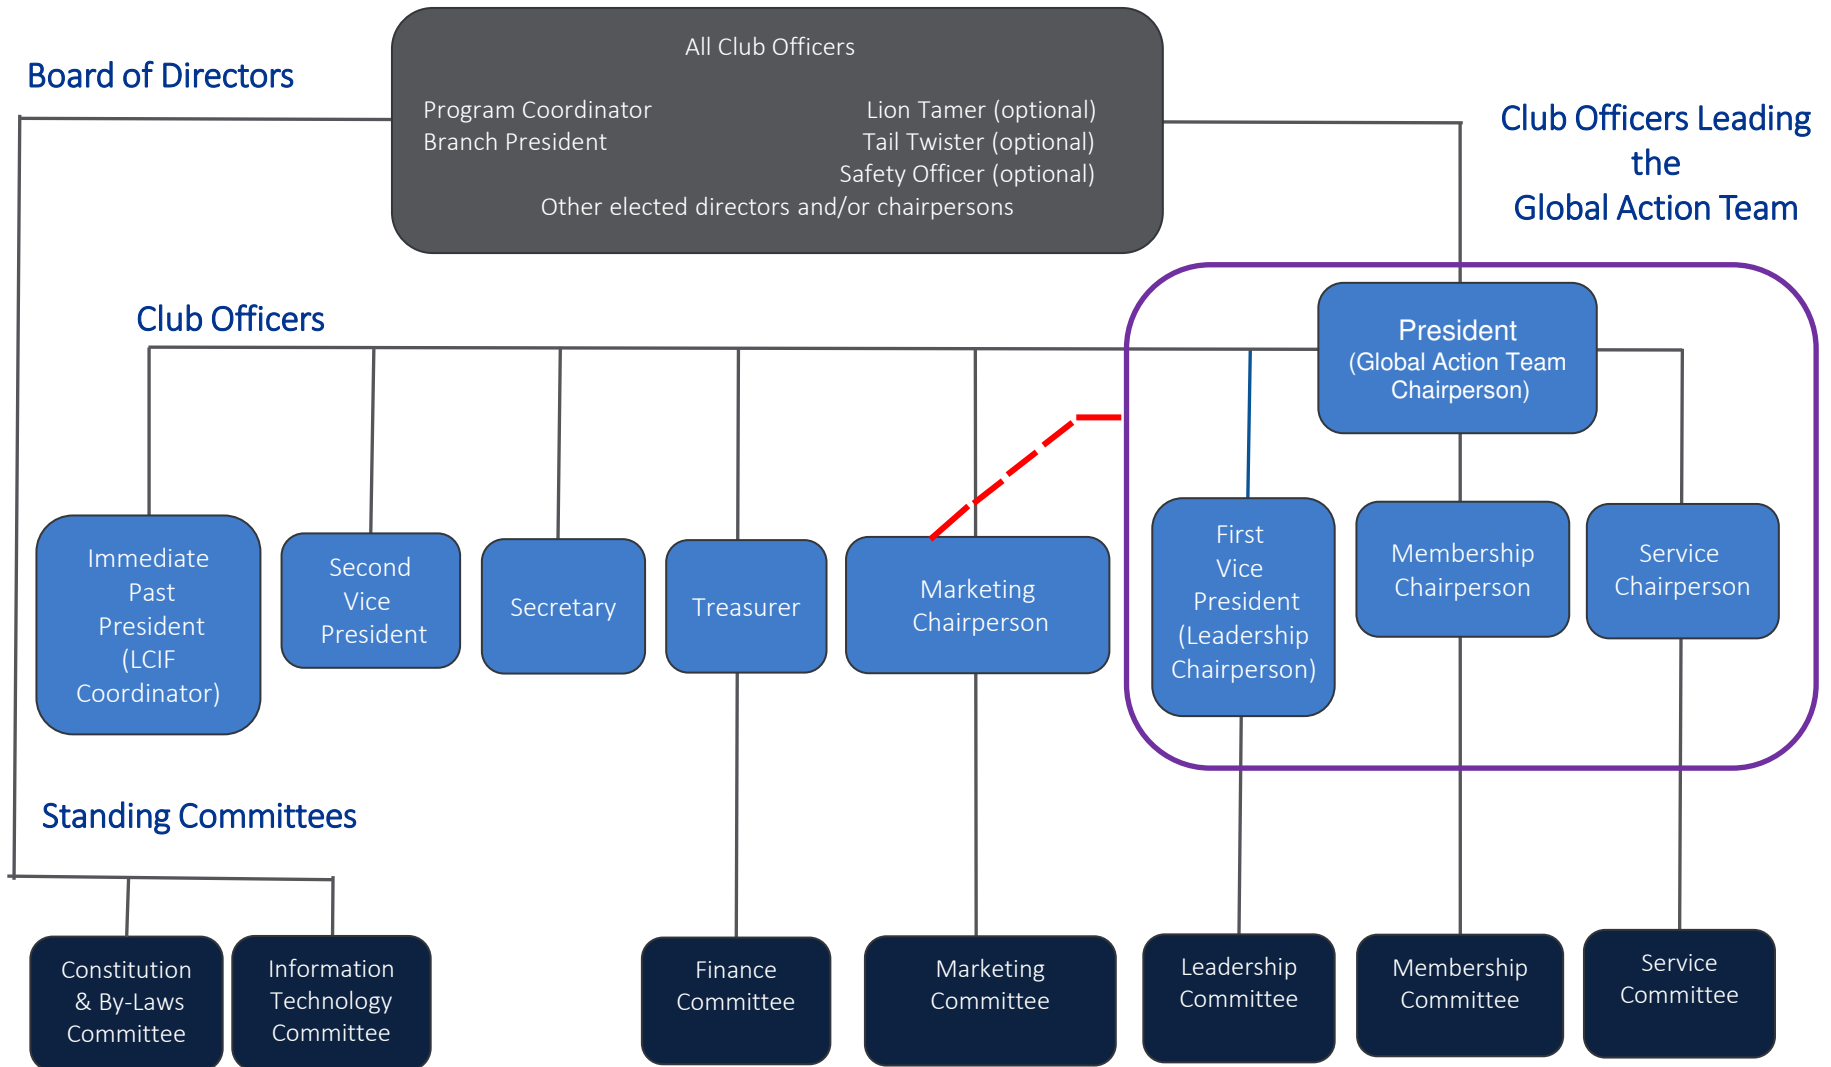 All Club Officers
Board of Directors
Program Coordinator
Lion Tamer (optional)
Branch President
Tail Twister (optional)
Safety Officer (optional)
Other elected directors and/or chairpersons
Club Officers Leading
the
Global Action Team
Club Officers
President
(Global Action Team
Chairperson)
Immediate
Past
President
(LCIF
Coordinator)
Second
Vice
President
Secretary
Treasurer
Marketing
Chairperson
First
Vice
President
(Leadership
Chairperson)
Membership
Chairperson
Service
Chairperson
Standing Committees
Constitution
& By-Laws
Committee
Information
Technology
Committee
Finance
Committee
Marketing
Committee
Leadership
Committee
Membership
Committee
Service
Committee